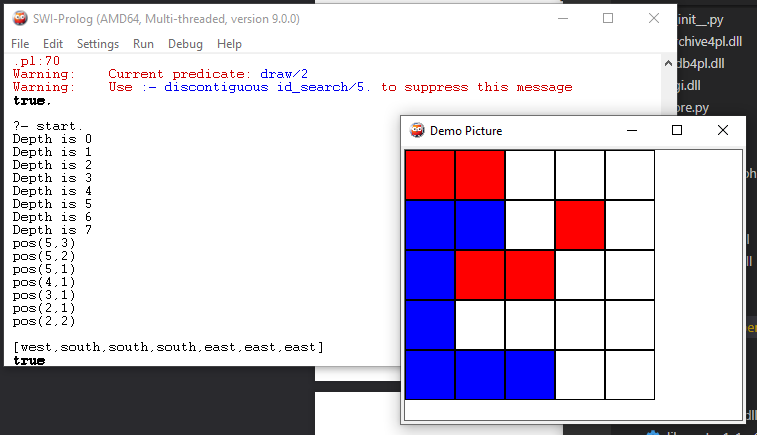 SWI-Prolog (AMD64, Multi-threaded, version 9.0.0)
File Edit Settings Run Debug Help
.pl:70
Warning: Current predicate: draw/2
Warning: Use :- discontiguous id_search/5. to suppress this message
true.
?- start.
Depth is 0
Depth is 1
Depth is 2
Depth is 3
Depth is 4
Depth is 5
Depth is 6
Depth is 7
pos(5,3)
pos(5,2)
pos(5,1)
pos(4,1)
pos(3,1)
pos(2,1)
pos(2,2)
[west,south,south,south,east,east,east]
true
Demo Picture
init__.py
rchive4pl.dll
db4pl.dll
gi.dll
ore.py